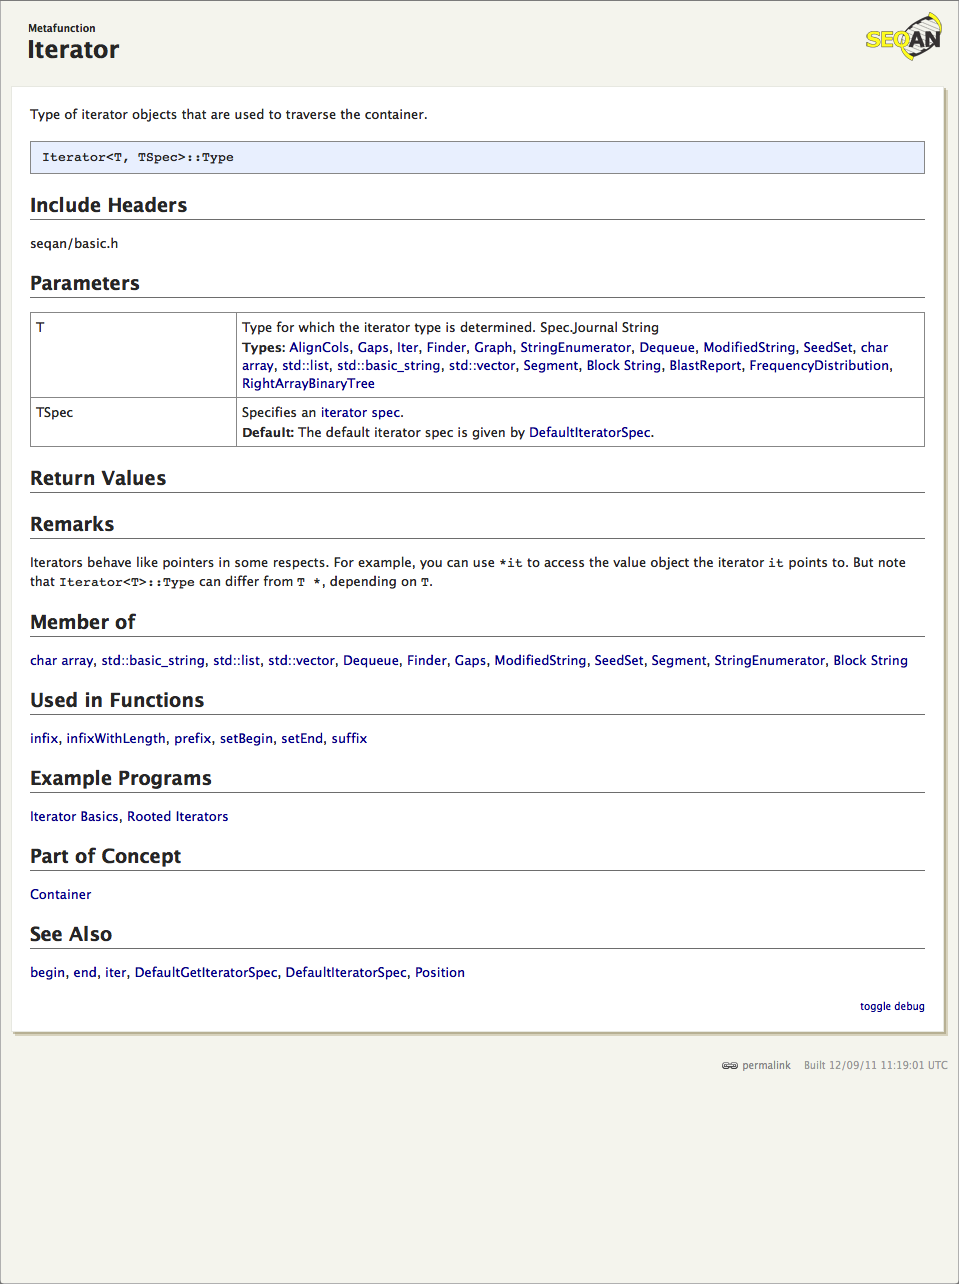 Metafunction
Iterator
SEQAN
Type of iterator objects that are used to traverse the container.
Iterator<T, TSpec>::Type
Include Headers
seqan/basic.h
Parameters
T
Type for which the iterator type is determined. Spec.Journal String
Types: AlignCols, Gaps, Iter, Finder, Graph, StringEnumerator, Dequeue, ModifiedString, SeedSet, char
array, std::list, std::basic_string, std::vector, Segment, Block String, BlastReport, FrequencyDistribution,
RightArrayBinaryTree
TSpec
Specifies an iterator spec.
Default: The default iterator spec is given by DefaultIteratorSpec.
Return Values
Remarks
Iterators behave like pointers in some respects. For example, you can use *it to access the value object the iterator it points to. But note
that Iterator<T>::Type can differ from T *, depending on T.
Member of
char array, std::basic_string, std::list, std::vector, Dequeue, Finder, Gaps, ModifiedString, SeedSet, Segment, StringEnumerator, Block String
Used in Functions
infix, infixWithLength, prefix, setBegin, setEnd, suffix
Example Programs
Iterator Basics, Rooted Iterators
Part of Concept
Container
See Also
begin, end, iter, DefaultGetIteratorSpec, DefaultIteratorSpec, Position
toggle debug
permalink Built 12/09/11 11:19:01 UTC